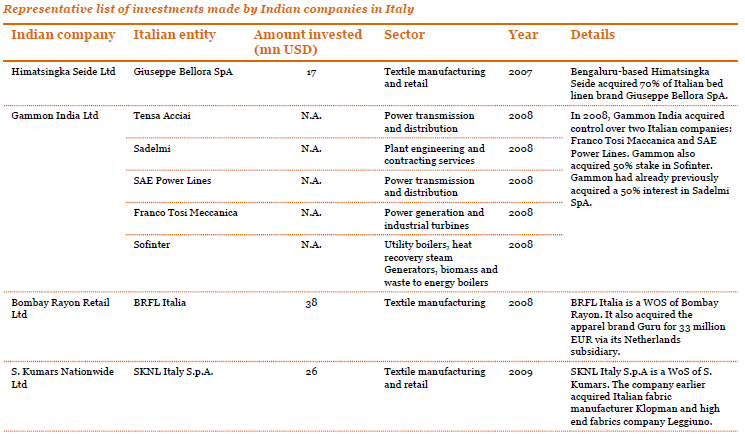 Representative list of investments made by Indian companies in Italy
Indian company Italian entity Amount invested (mn USD) Sector Year Details
Himatsingka Seide Ltd Giuseppe Bellora SpA 17 Textile manufacturing and retail 2007 Bengaluru-based Himatsingka
Seide acquired 70% of Italian bed
linen brand Giuseppe Bellora SpA.
Gammon India Ltd Tensa Acciai N.A. Power transmission and distribution 2008 In 2008, Gammon India acquired
control over two Italian companies:
Franco Tosi Maccanica and SAE
Power Lines. Gammon also
acquired 50% stake in Sofinter.
Gammon had already previously
acquired a 50% interest in Sadelmi
SpA.
Sadelmi N.A. Plant engineering and contracting services 2008
SAE Power Lines N.A. Power transmission and distribution 2008
Franco Tosi Meccanica N.A. Power generation and industrial turbines 2008
Sofinter N.A. Utility boilers, heat
recovery steam
Generators, biomass and
waste to energy boilers 2008
Bombay Rayon Retail Ltd BRFL Italia 38 Textile manufacturing 2008 BRFL Italia is a WOS of Bombay
Rayon. It also acquired the
apparel brand Guru for 33 million
EUR via its Netherlands
subsidiary.
S. Kumars Nationwide Ltd SKNL Italy S.p.A. 26 Textile manufacturing and retail 2009 SKNL Italy S.p.A is a WoS of S.
Kumars. The company earlier
acquired Italian fabric
manufacturer Klopman and high
end fabrics company Leggiuno.